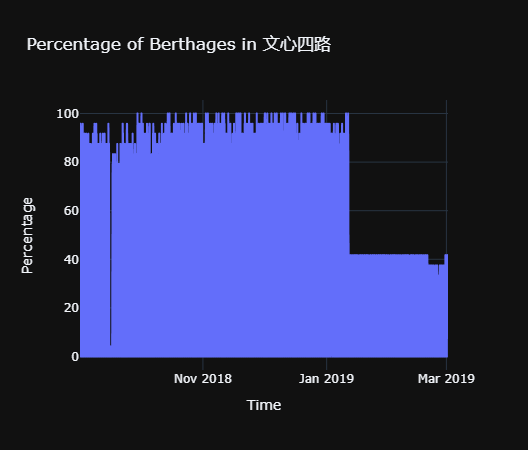 Percentage of Berthages in 文心四路
100
80
60
40
20
0
Percentage
Nov 2018 Jan 2019 Mar 2019
Time